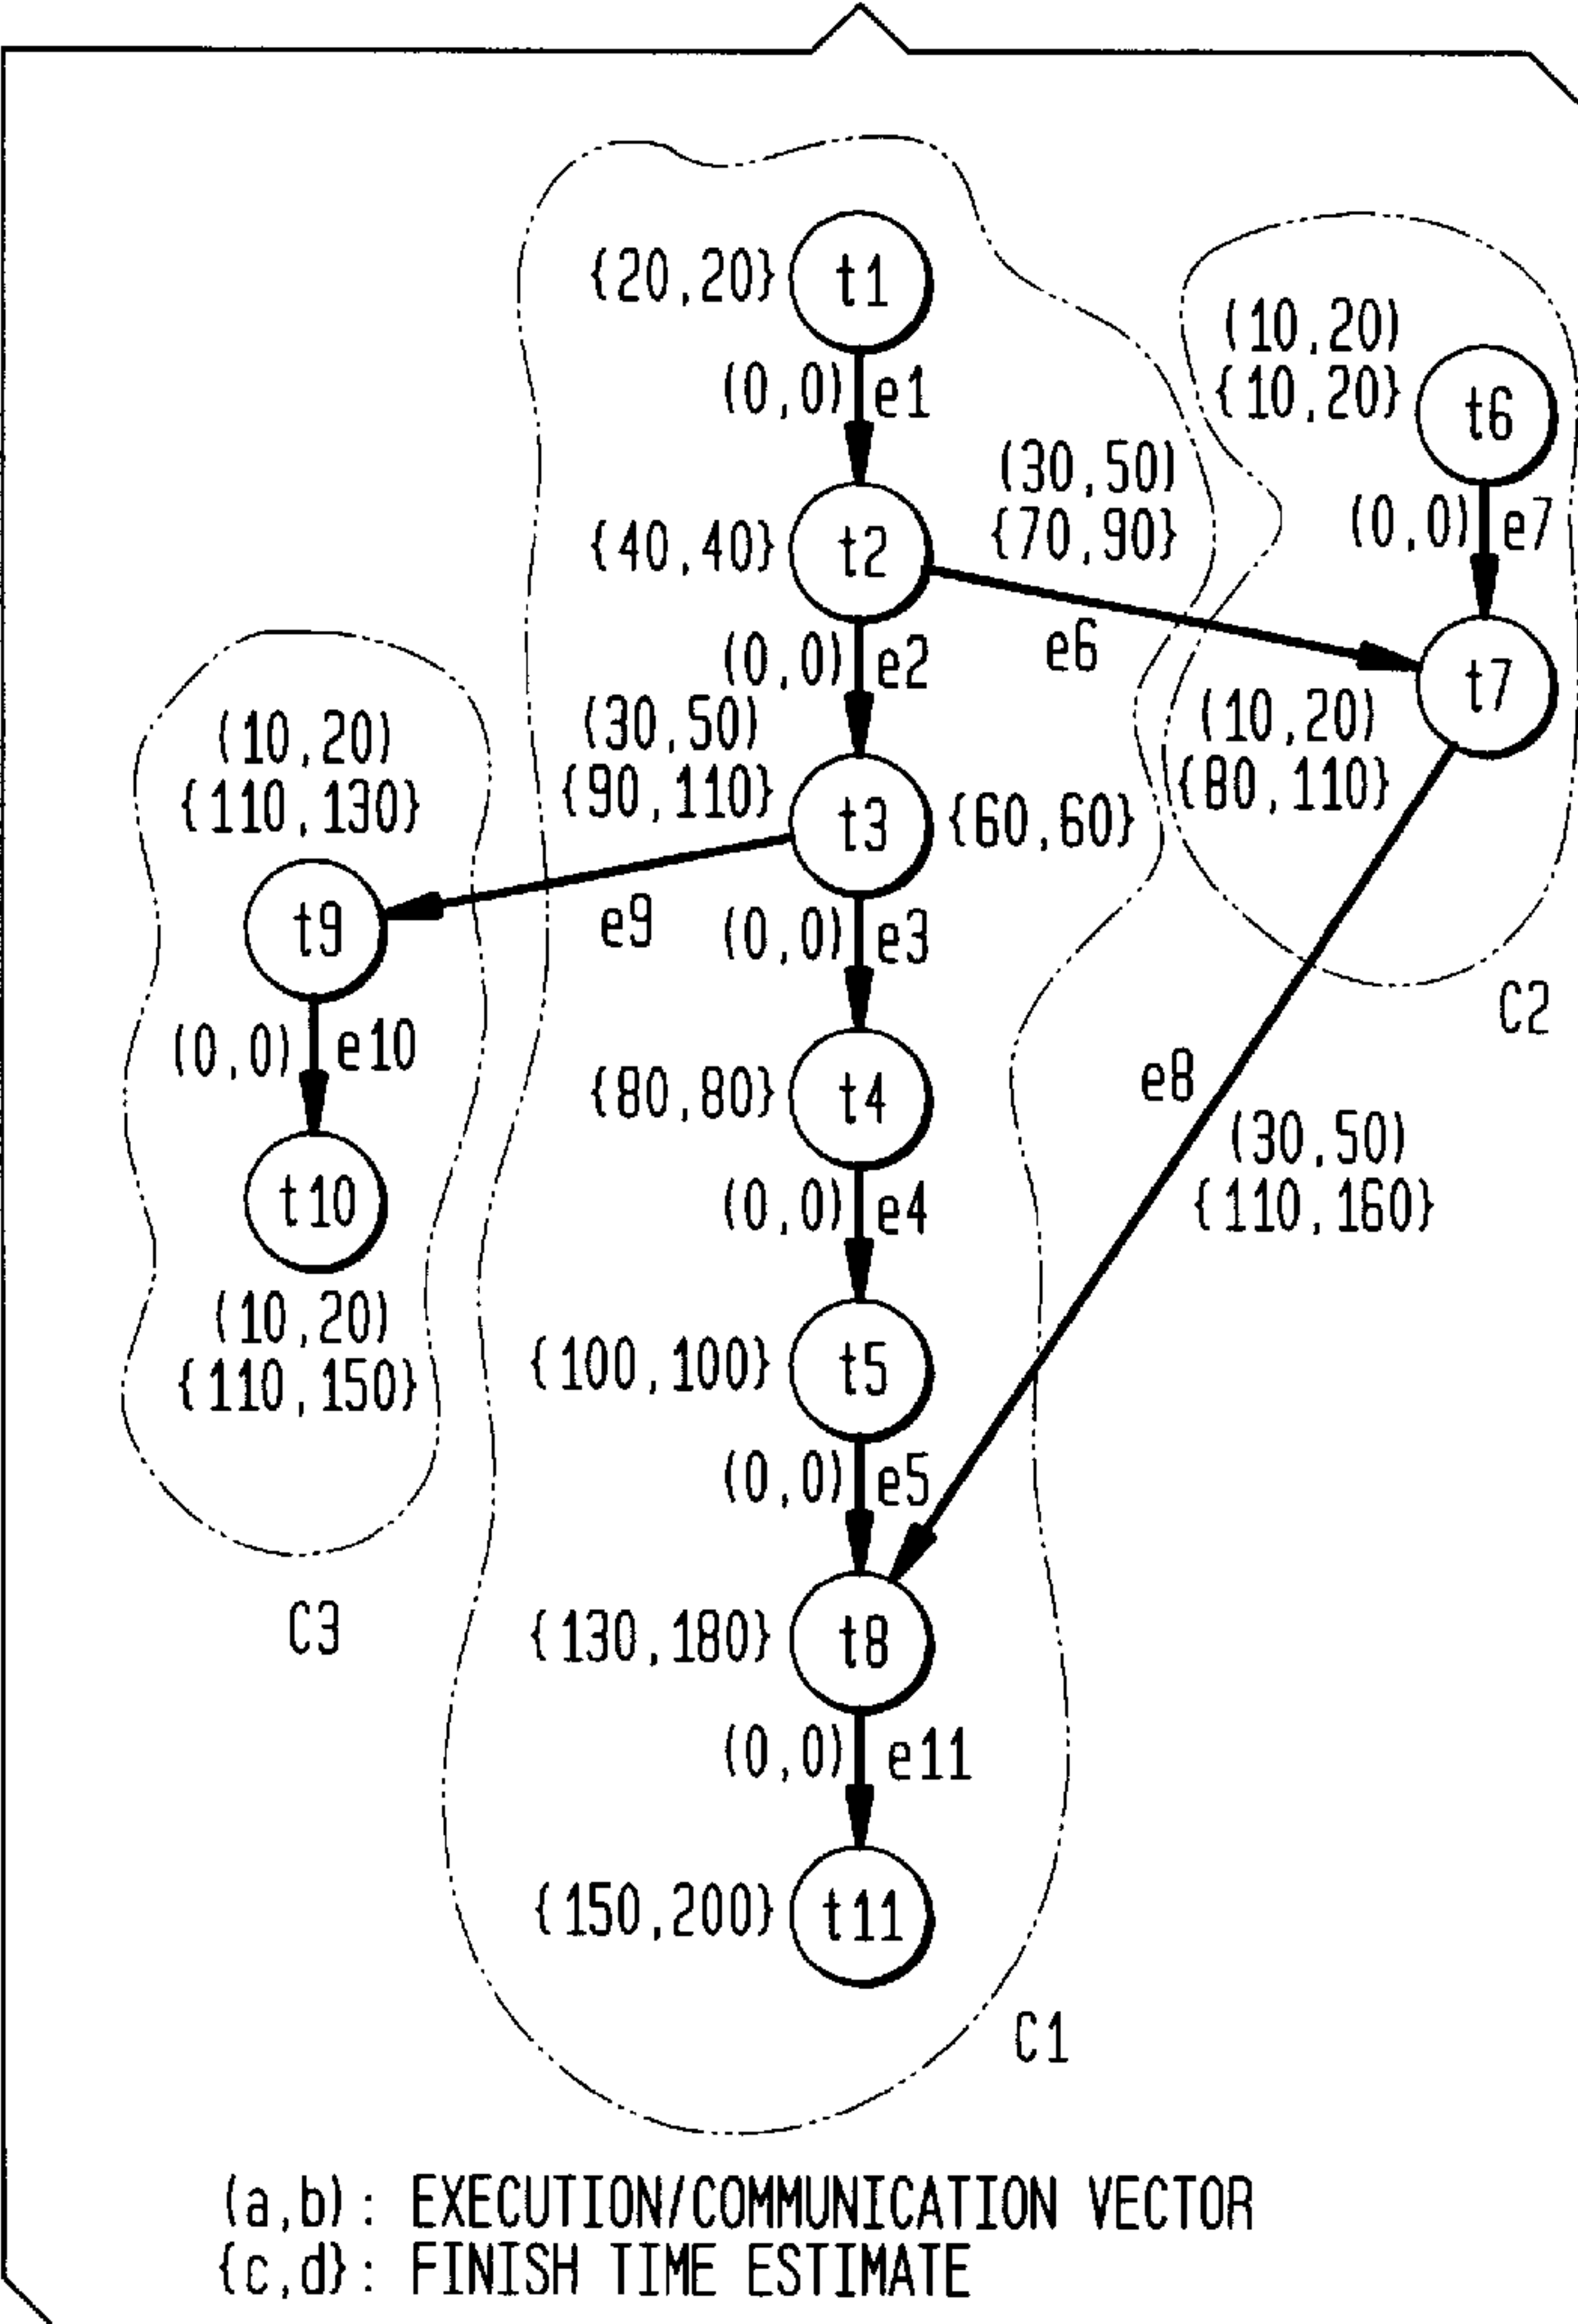 {20,20}
t1
(0,0)
e1
(10,20)
{10,20}
t6
(30,50)
{70,90}
{40,40}
t2
(0,0)
e7
e6
(0,0)
e2
t7
(10,20)
{80,110}
(30,50)
{90,110}
t3
{60,60}
(10,20)
{110,130}
t9
e9
(0,0)
e3
C2
(0,0)
e10
{80,80}
t4
e8
(30,50)
{110,160}
t10
(0,0)
e4
(10,20)
{110,150}
{100,100}
t5
(0,0)
e5
C3
{130,180}
t8
(0,0)
e11
{150,200}
t11
C1
(a,b): EXECUTION/COMMUNICATION VECTOR
{c,d}: FINISH TIME ESTIMATE